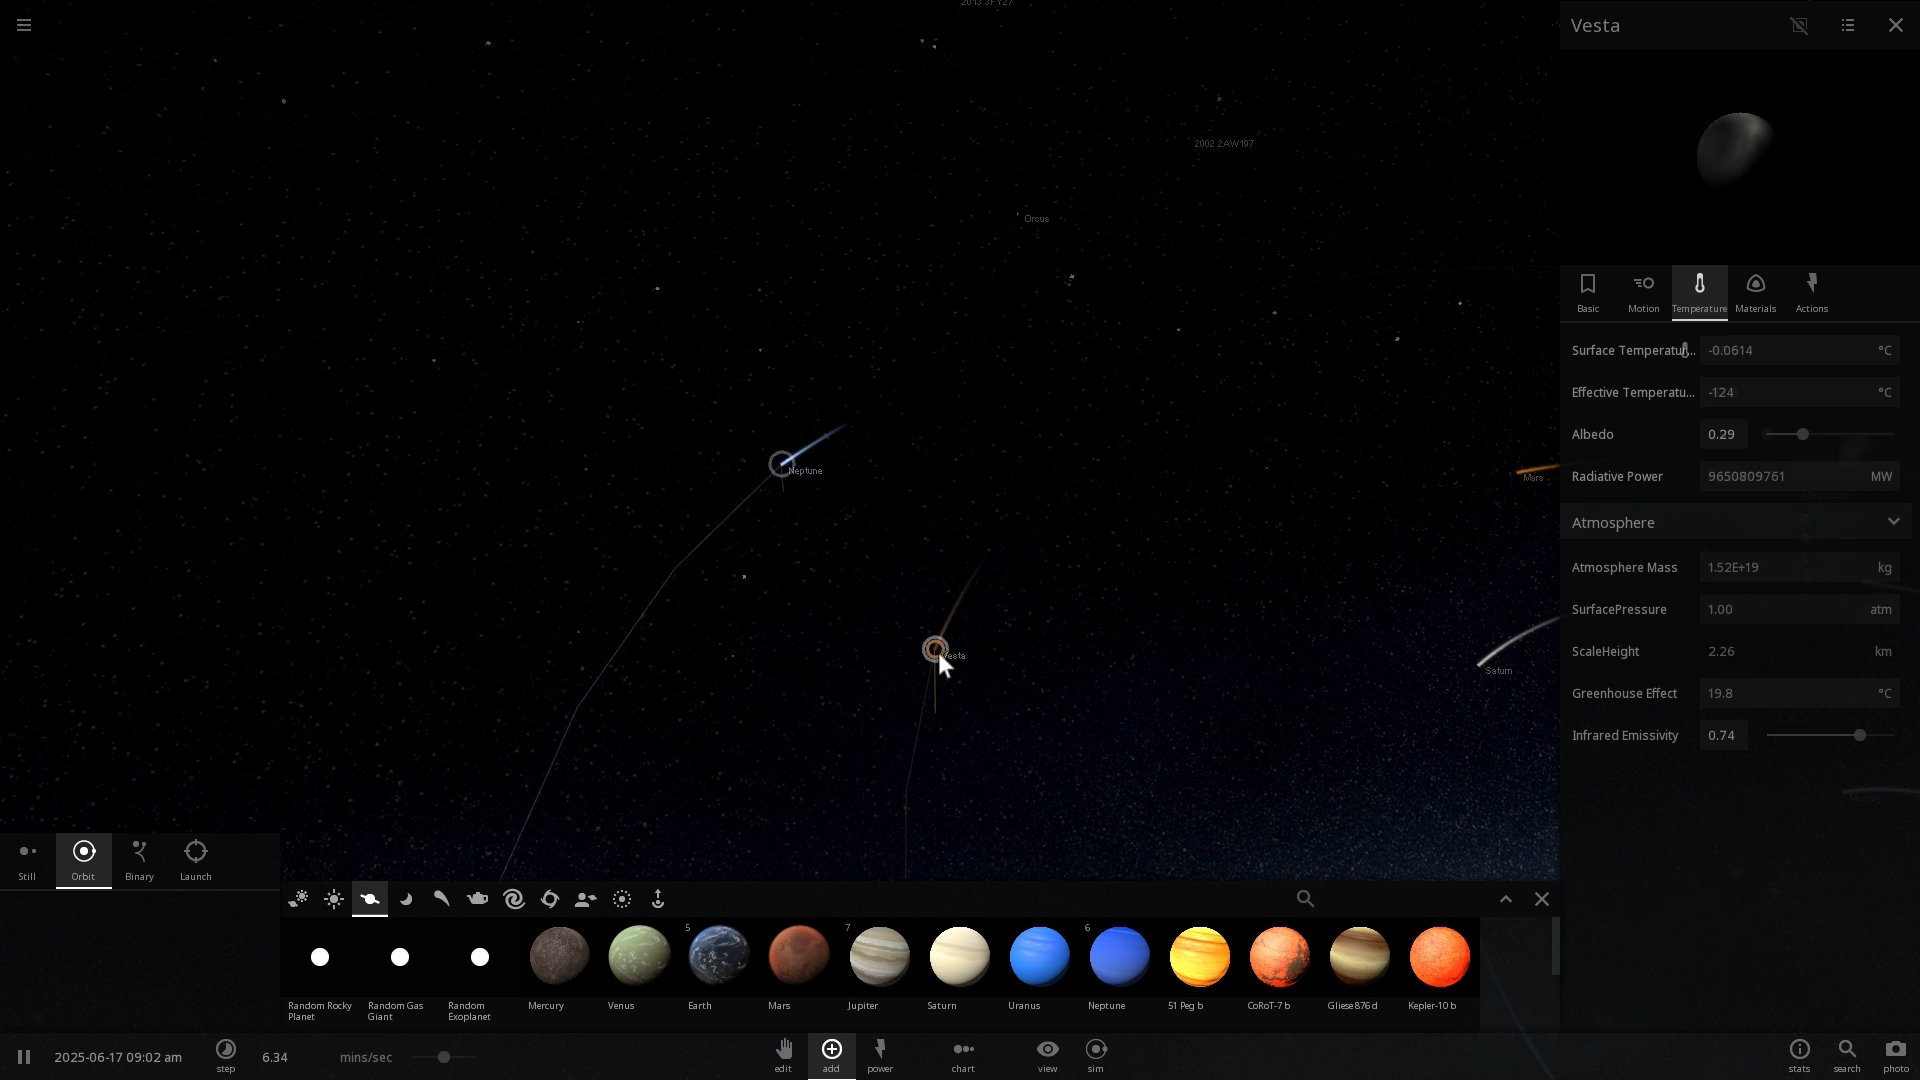 Vesta
2002 2AW197
Orcus
Neptune
Mars
Vesta
Saturn
Basic
Motion
Temperature
Materials
Actions
Surface Temperatur... -0.0614 °C
Effective Temperatu... -124 °C
Albedo 0.29
Radiative Power 9650809761 MW
Atmosphere
Atmosphere Mass 1.52E+19 kg
SurfacePressure 1.00 atm
ScaleHeight 2.26 km
Greenhouse Effect 19.8 °C
Infrared Emissivity 0.74
Still
Orbit
Binary
Launch
5
7
6
Random Rocky
Planet
Random Gas
Giant
Random
Exoplanet
Mercury
Venus
Earth
Mars
Jupiter
Saturn
Uranus
Neptune
51 Peg b
CoRoT-7 b
Gliese 876 d
Kepler-10 b
2025-06-17 09:02 am
step
6.34 mins/sec
edit
add
power
chart
view
sim
stats
search
photo